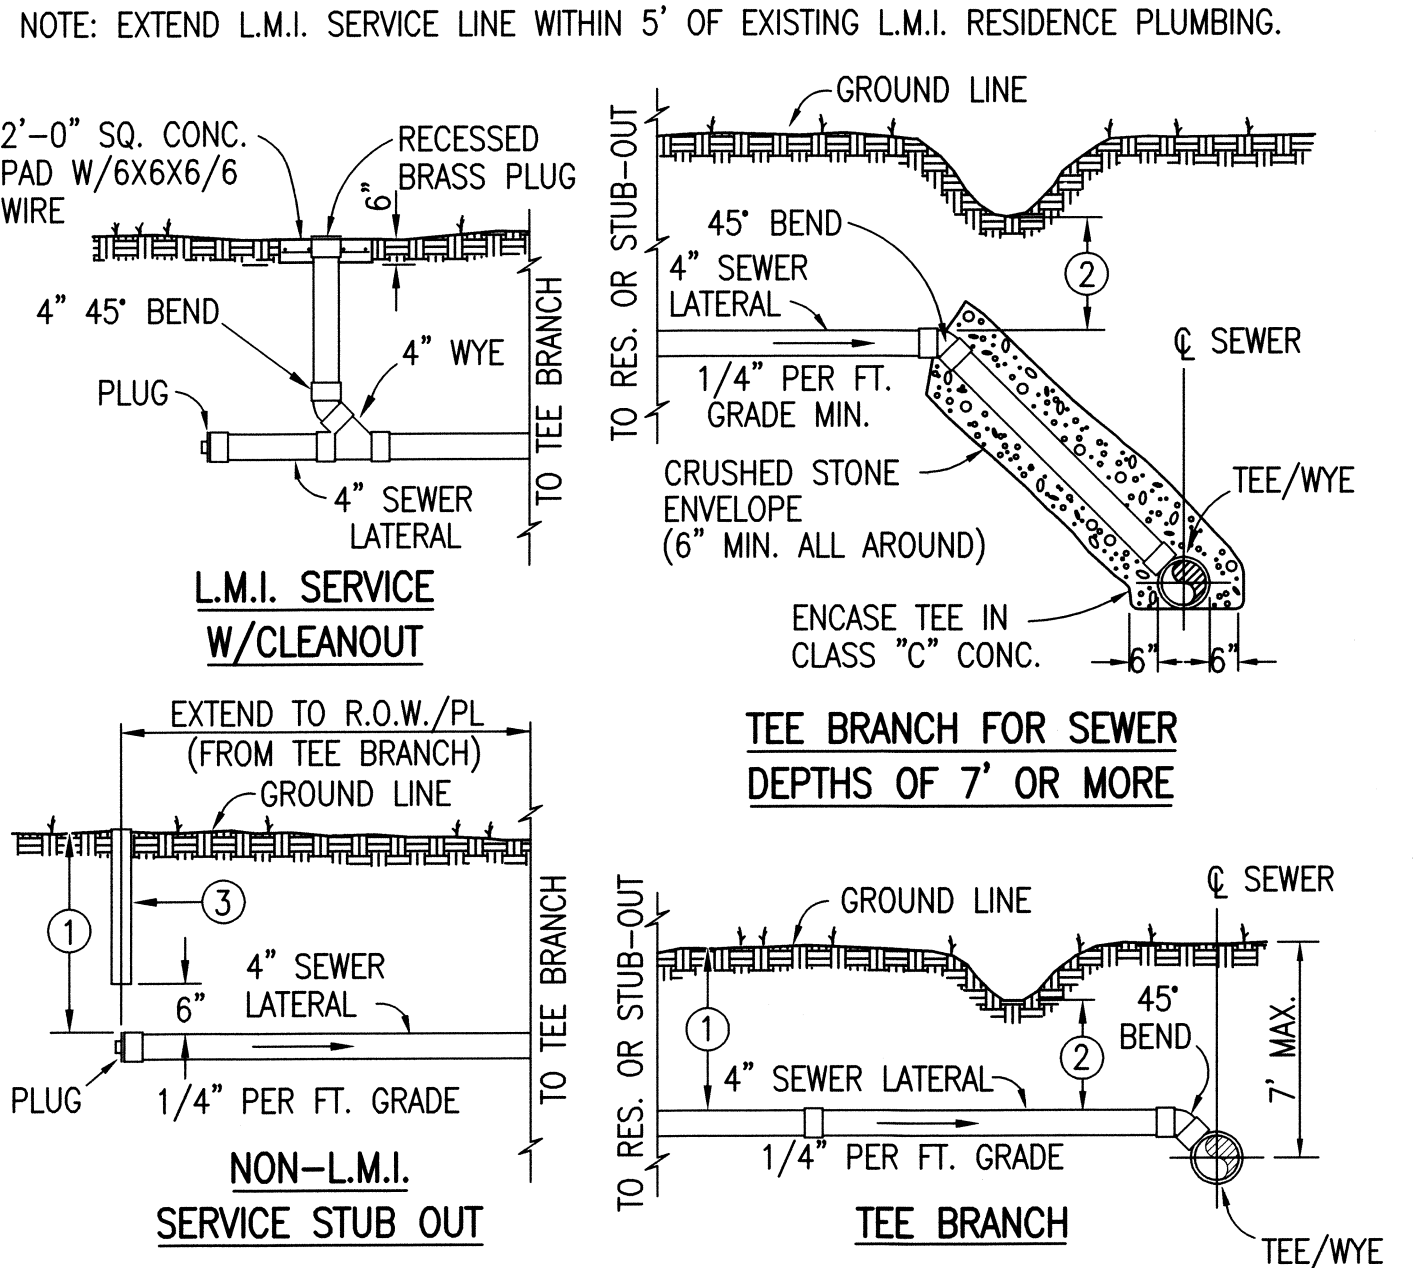 NOTE: EXTEND L.M.I. SERVICE LINE WITHIN 5' OF EXISTING L.M.I. RESIDENCE PLUMBING.
2'-0" SQ. CONC.
PAD W/6X6X6/6
WIRE
RECESSED
BRASS PLUG
6"
4" 45° BEND
4" WYE
PLUG
4" SEWER
LATERAL
TO TEE BRANCH
L.M.I. SERVICE
W/CLEANOUT
GROUND LINE
TO RES. OR STUB-OUT
45° BEND
4" SEWER
LATERAL
2
℄ SEWER
1/4" PER FT.
GRADE MIN.
CRUSHED STONE
ENVELOPE
(6" MIN. ALL AROUND)
TEE/WYE
ENCASE TEE IN
CLASS "C" CONC.
6"
6"
TEE BRANCH FOR SEWER
DEPTHS OF 7' OR MORE
EXTEND TO R.O.W./PL
(FROM TEE BRANCH)
GROUND LINE
1
3
4" SEWER
LATERAL
6"
PLUG
1/4" PER FT. GRADE
TO TEE BRANCH
NON-L.M.I.
SERVICE STUB OUT
GROUND LINE
℄ SEWER
TO RES. OR STUB-OUT
1
2
45°
BEND
7' MAX.
4" SEWER LATERAL
1/4" PER FT. GRADE
TEE BRANCH
TEE/WYE